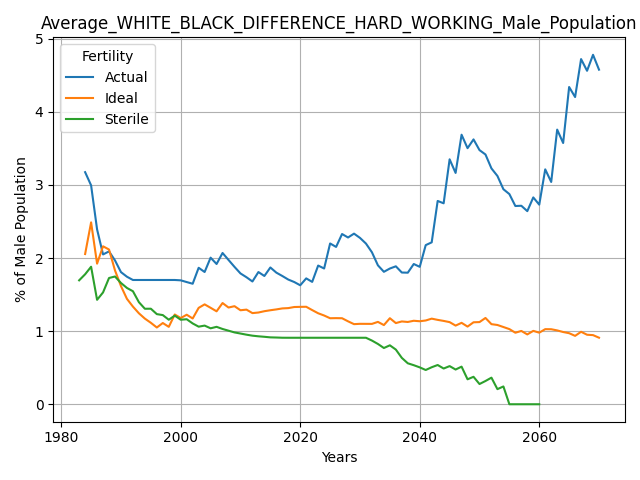 Average_WHITE_BLACK_DIFFERENCE_HARD_WORKING_Male_Population
Fertility
Actual
Ideal
Sterile
% of Male Population
5
4
3
2
1
0
1980 2000 2020 2040 2060
Years